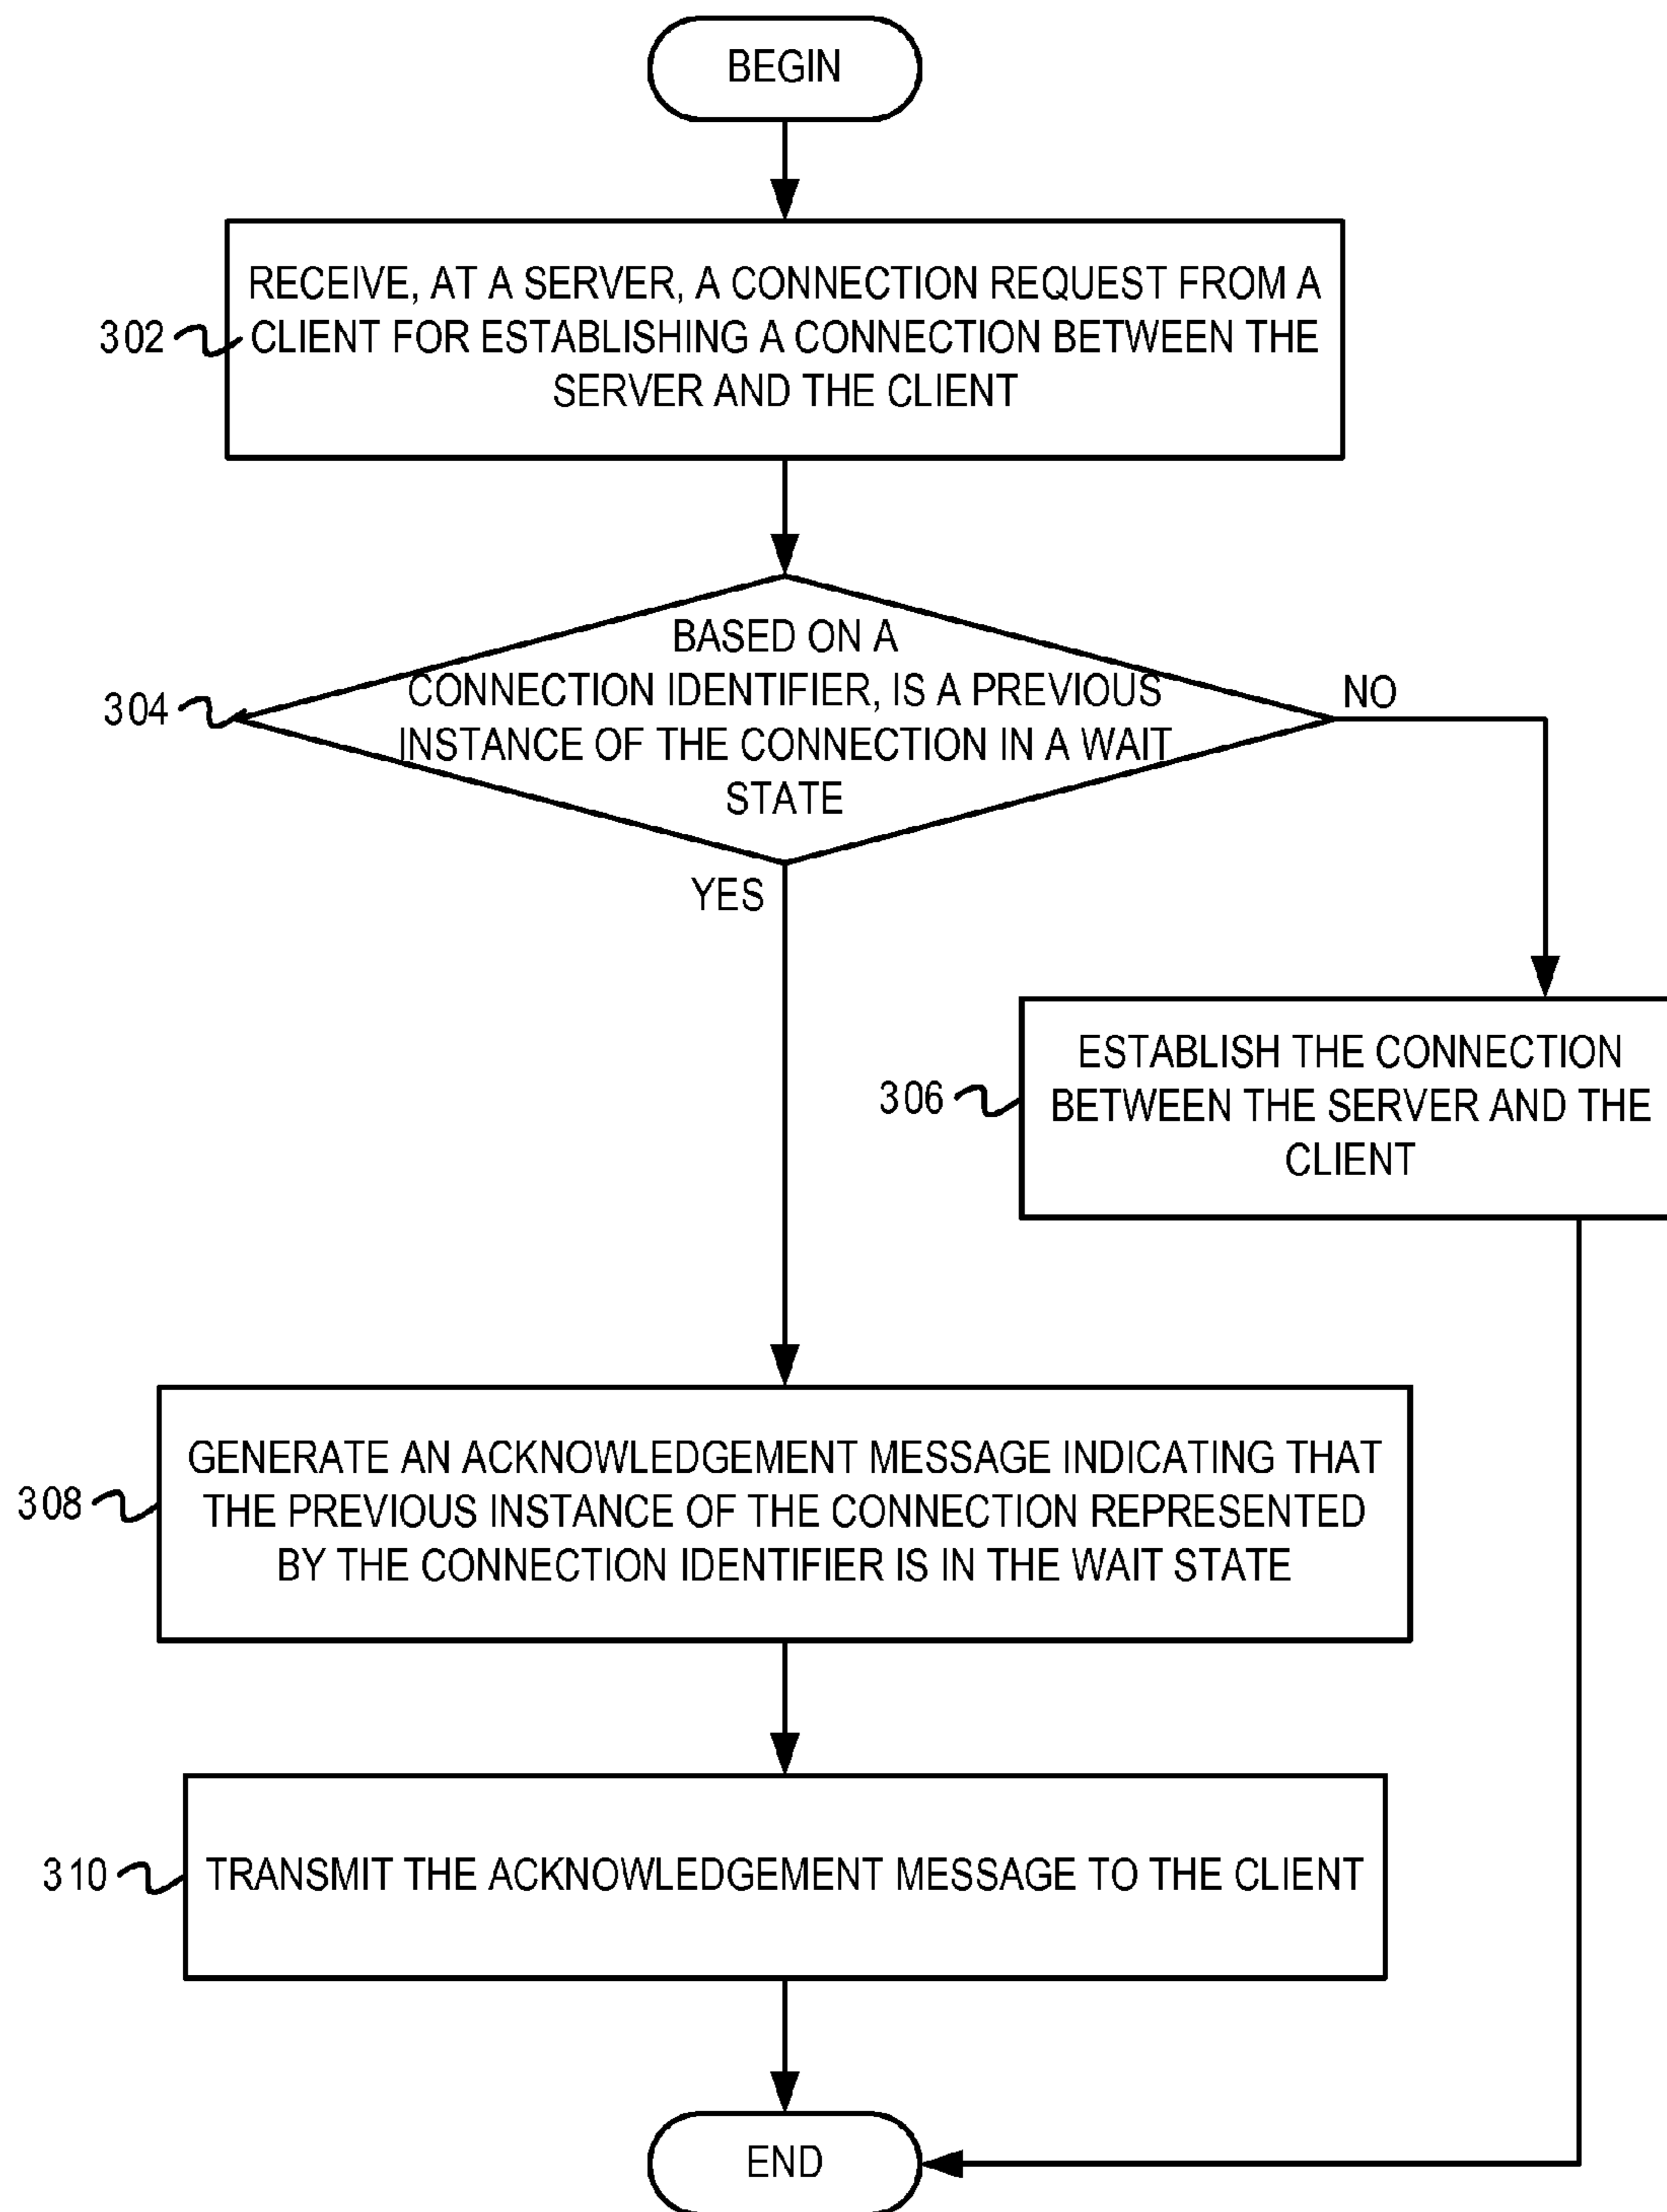 BEGIN
RECEIVE, AT A SERVER, A CONNECTION REQUEST FROM A
302
CLIENT FOR ESTABLISHING A CONNECTION BETWEEN THE
SERVER AND THE CLIENT
BASED ON A
CONNECTION IDENTIFIER, IS A PREVIOUS
304
INSTANCE OF THE CONNECTION IN A WAIT
STATE
NO
YES
ESTABLISH THE CONNECTION
306
BETWEEN THE SERVER AND THE
CLIENT
GENERATE AN ACKNOWLEDGEMENT MESSAGE INDICATING THAT
308
THE PREVIOUS INSTANCE OF THE CONNECTION REPRESENTED
BY THE CONNECTION IDENTIFIER IS IN THE WAIT STATE
310
TRANSMIT THE ACKNOWLEDGEMENT MESSAGE TO THE CLIENT
END